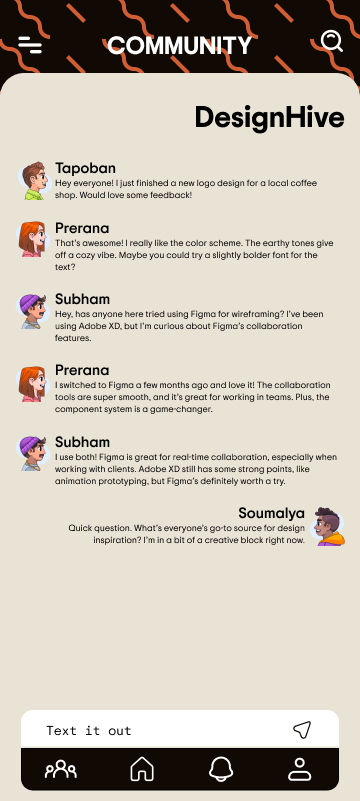 COMMUNITY
DesignHive
Tapoban
Hey everyone! I just finished a new logo design for a local coffee
shop. Would love some feedback!
Prerana
That's awesome! I really like the color scheme. The earthy tones give
off a cozy vibe. Maybe you could try a slightly bolder font for the
text?
Subham
Hey, has anyone here tried using Figma for wireframing? I've been
using Adobe XD, but I'm curious about Figma's collaboration
features.
Prerana
I switched to Figma a few months ago and love it! The collaboration
tools are super smooth, and it's great for working in teams. Plus, the
component system is a game-changer.
Subham
I use both! Figma is great for real-time collaboration, especially when
working with clients. Adobe XD still has some strong points, like
animation prototyping, but Figma's definitely worth a try.
Soumalya
Quick question. What's everyone's go-to source for design
inspiration? I'm in a bit of a creative block right now.
Text it out